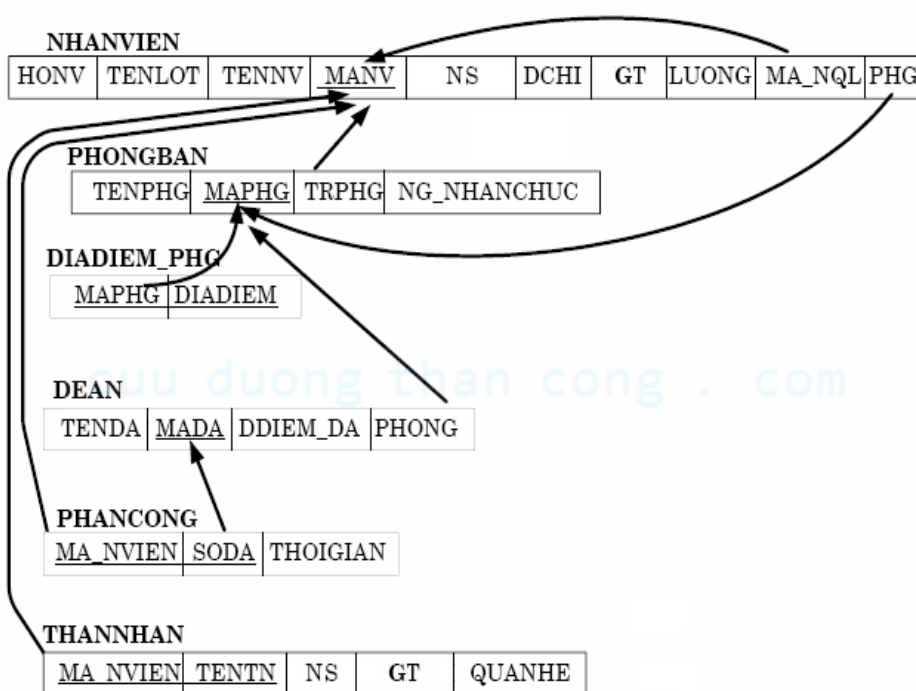 NHANVIEN
HONV TENLOT TENNV MANV NS DCHI GT LUONG MA_NQL PHG
PHONGBAN
TENPHG MAPHG TRPHG NG_NHANCHUC
DIADIEM_PHG
MAPHG DIADIEM
cuu duong than cong . com
DEAN
TENDA MADA DDIEM_DA PHONG
PHANCONG
MA_NVIEN SODA THOIGIAN
THANNHAN
MA_NVIEN TENTN NS GT QUANHE